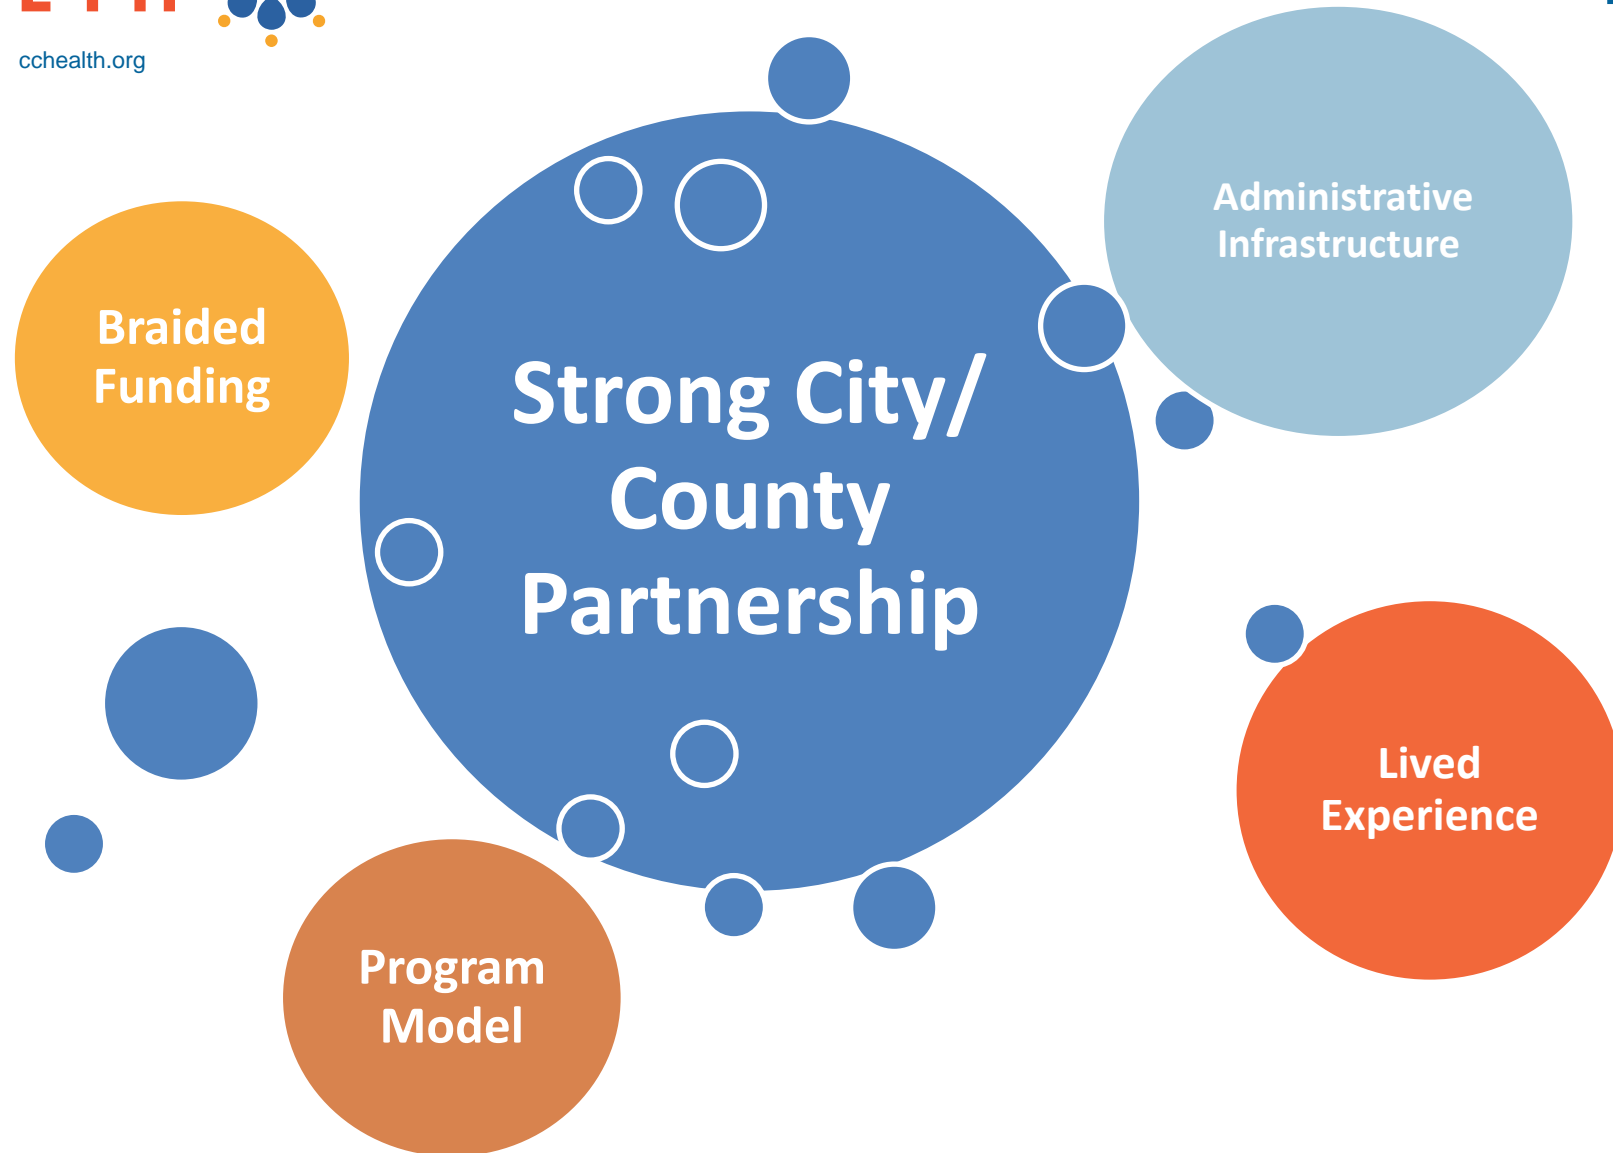 cchealth.org
Administrative
Infrastructure
Braided
Funding
Strong City/
County
Partnership
Lived
Experience
Program
Model